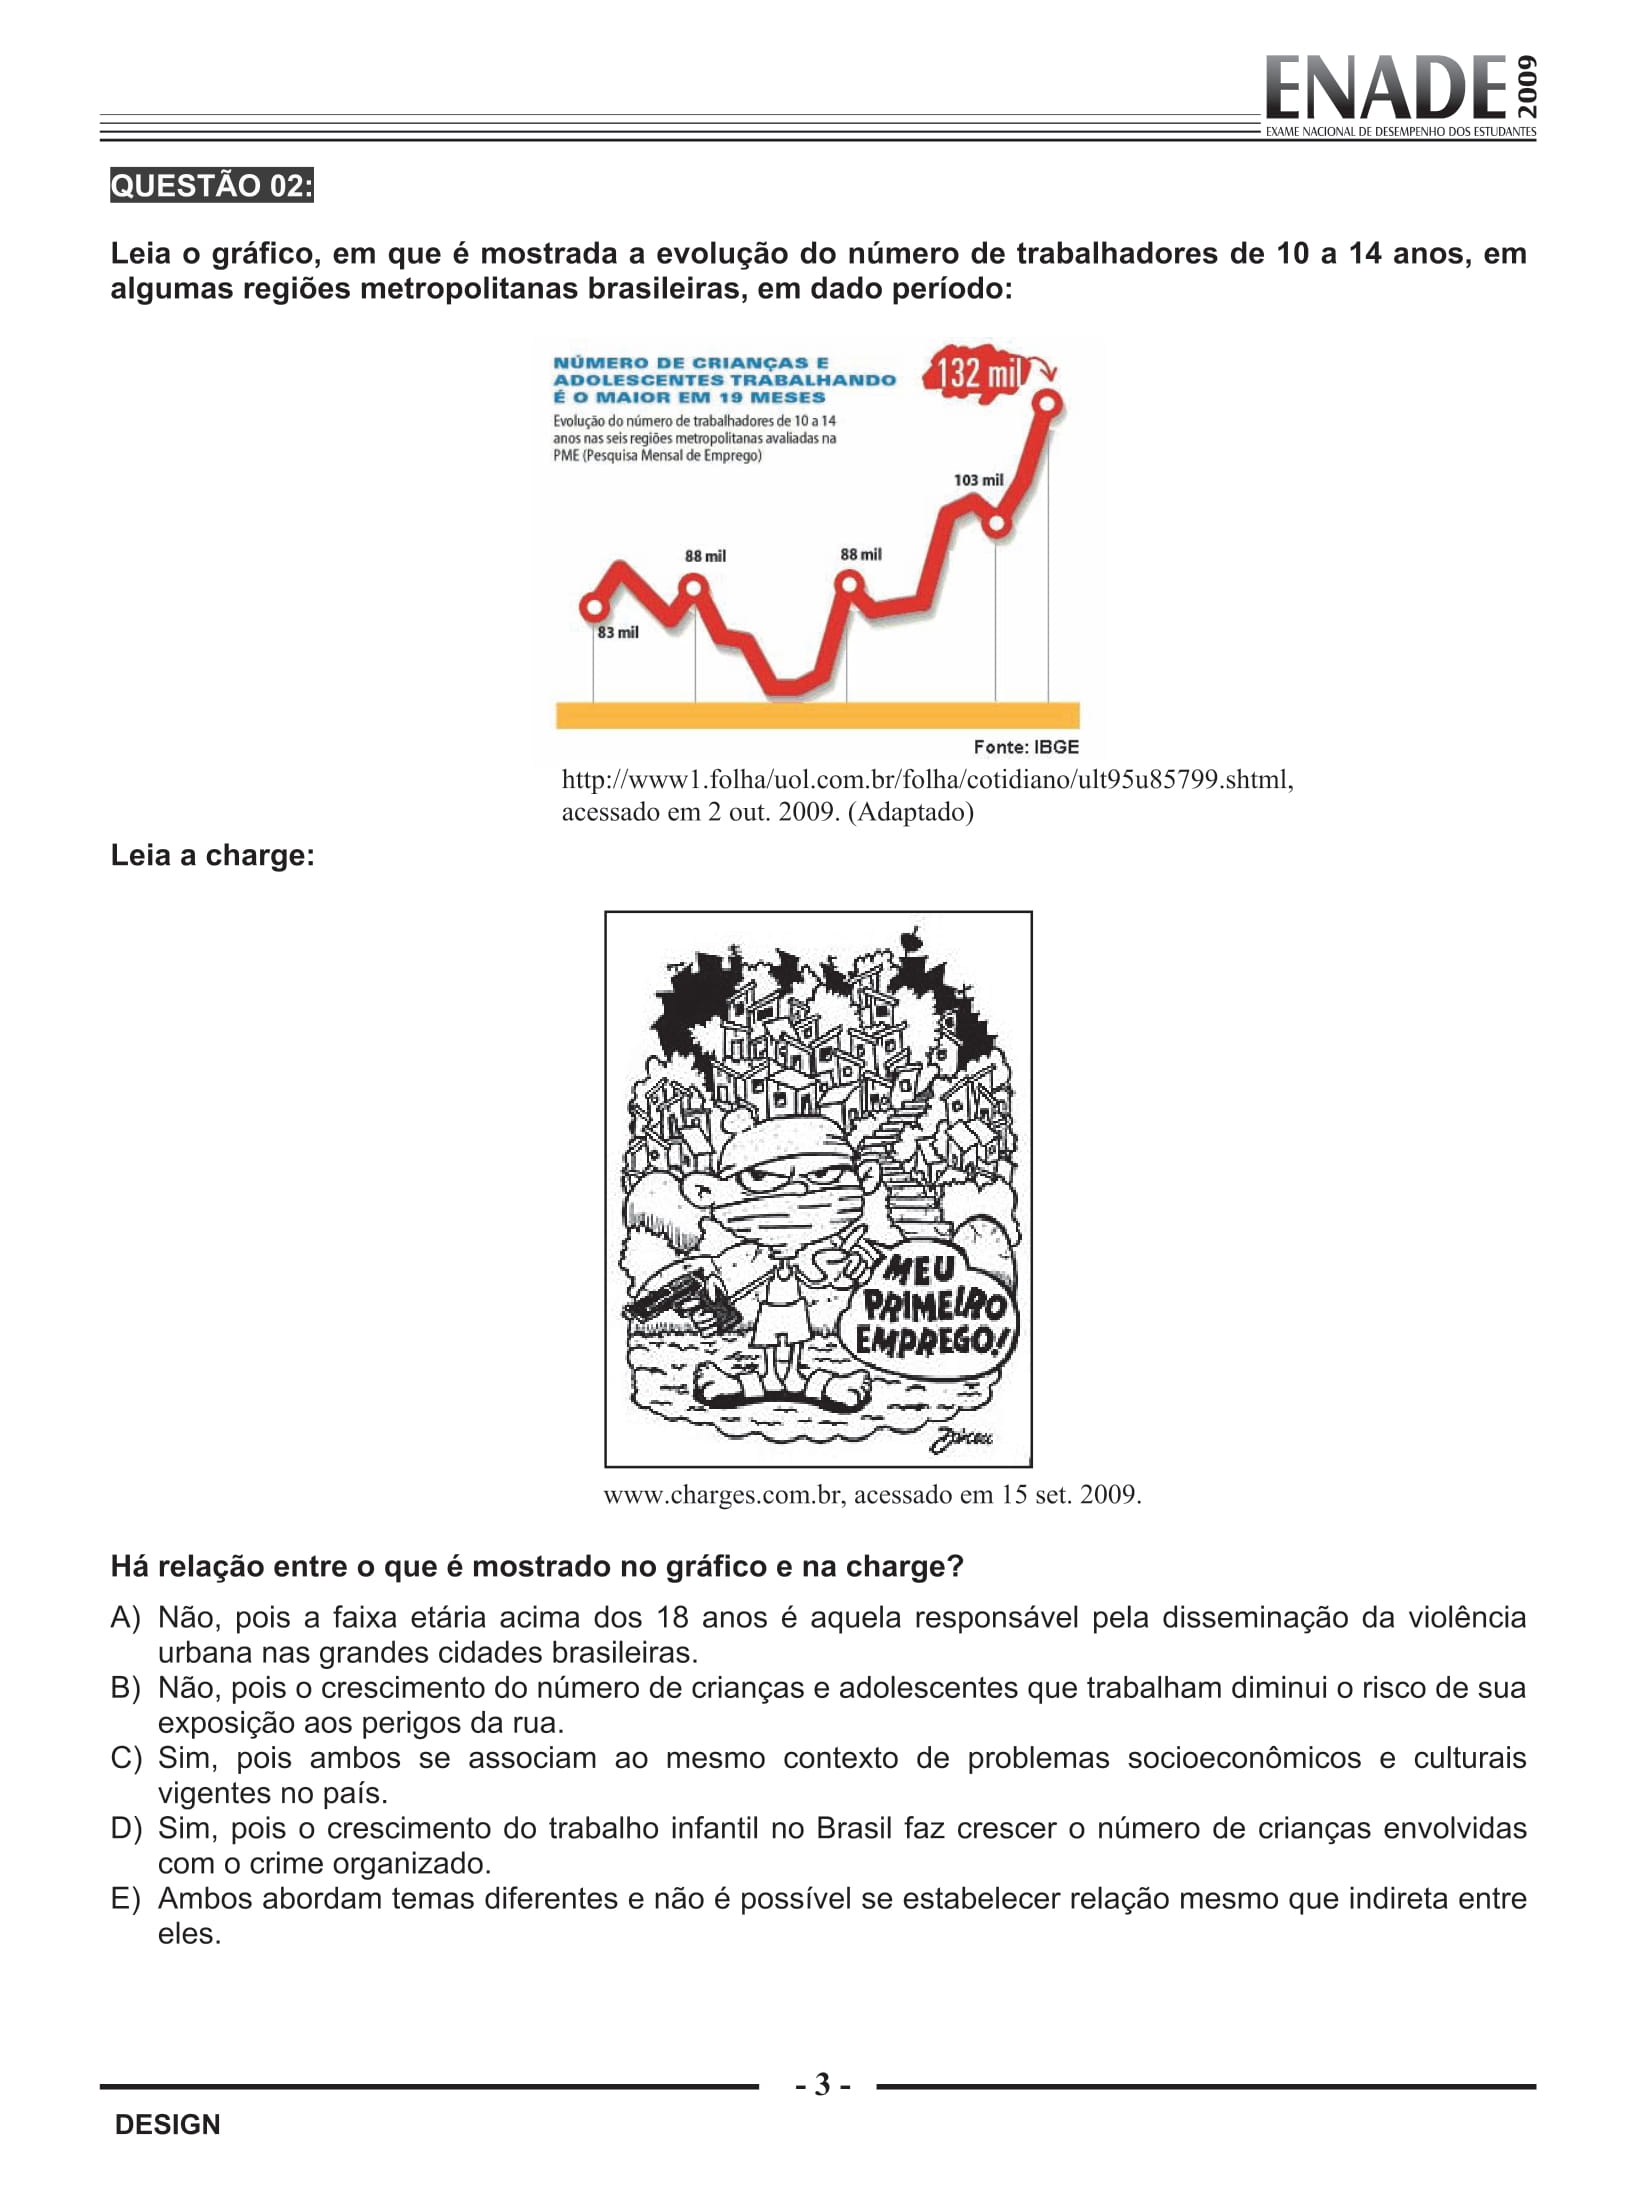 ENADE 2009
EXAME NACIONAL DE DESEMPENHO DOS ESTUDANTES
QUESTÃO 02:
Leia o gráfico, em que é mostrada a evolução do número de trabalhadores de 10 a 14 anos, em
algumas regiões metropolitanas brasileiras, em dado período:
NÚMERO DE CRIANÇAS E
ADOLESCENTES TRABALHANDO
É O MAIOR EM 19 MESES
Evolução do número de trabalhadores de 10 a 14
anos nas seis regiões metropolitanas avaliadas na
PME (Pesquisa Mensal de Emprego)
132 mil
103 mil
88 mil
88 mil
83 mil
Fonte: IBGE
http://www1.folha/uol.com.br/folha/cotidiano/ult95u85799.shtml,
acessado em 2 out. 2009. (Adaptado)
Leia a charge:
MEU
PRIMEIRO
EMPREGO!
www.charges.com.br, acessado em 15 set. 2009.
Há relação entre o que é mostrado no gráfico e na charge?
A) Não, pois a faixa etária acima dos 18 anos é aquela responsável pela disseminação da violência
urbana nas grandes cidades brasileiras.
B) Não, pois o crescimento do número de crianças e adolescentes que trabalham diminui o risco de sua
exposição aos perigos da rua.
C) Sim, pois ambos se associam ao mesmo contexto de problemas socioeconômicos e culturais
vigentes no país.
D) Sim, pois o crescimento do trabalho infantil no Brasil faz crescer o número de crianças envolvidas
com o crime organizado.
E) Ambos abordam temas diferentes e não é possível se estabelecer relação mesmo que indireta entre
eles.
- 3 -
DESIGN